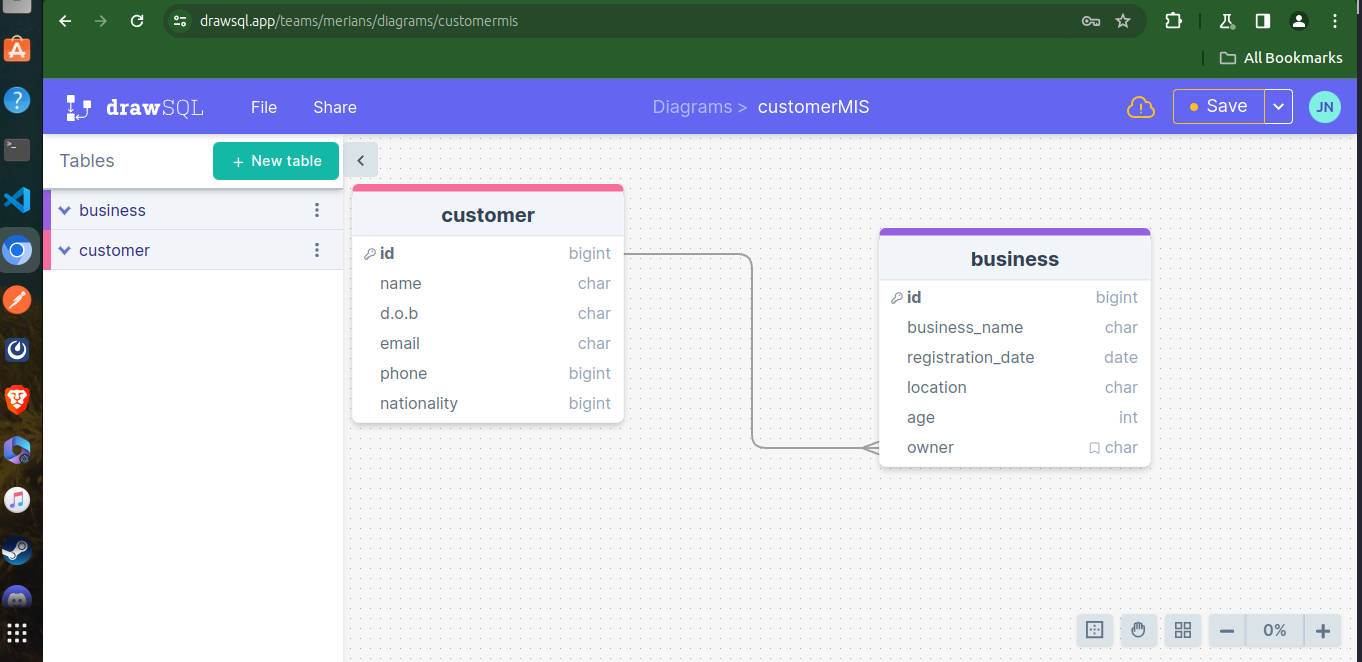 drawsql.app/teams/merians/diagrams/customermis
All Bookmarks
drawSQL File Share Diagrams > customerMIS Save JN
Tables + New table
business
customer
customer
id bigint
name char
d.o.b char
email char
phone bigint
nationality bigint
business
id bigint
business_name char
registration_date date
location char
age int
owner char
0%